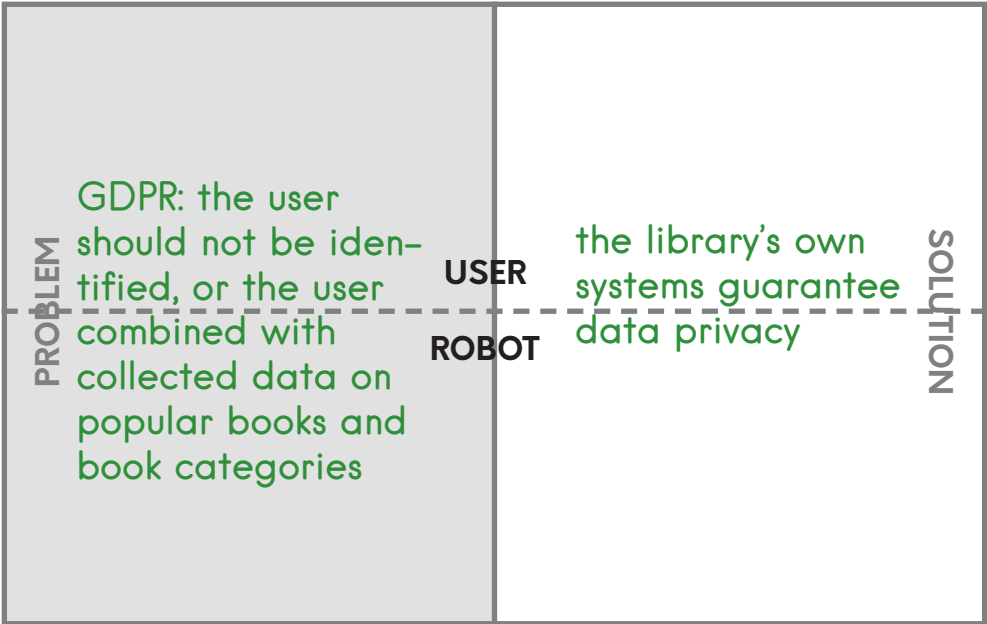 PROBLEM
GDPR: the user
should not be iden–
tified, or the user
combined with
collected data on
popular books and
book categories
USER
ROBOT
the library’s own
systems guarantee
data privacy
SOLUTION